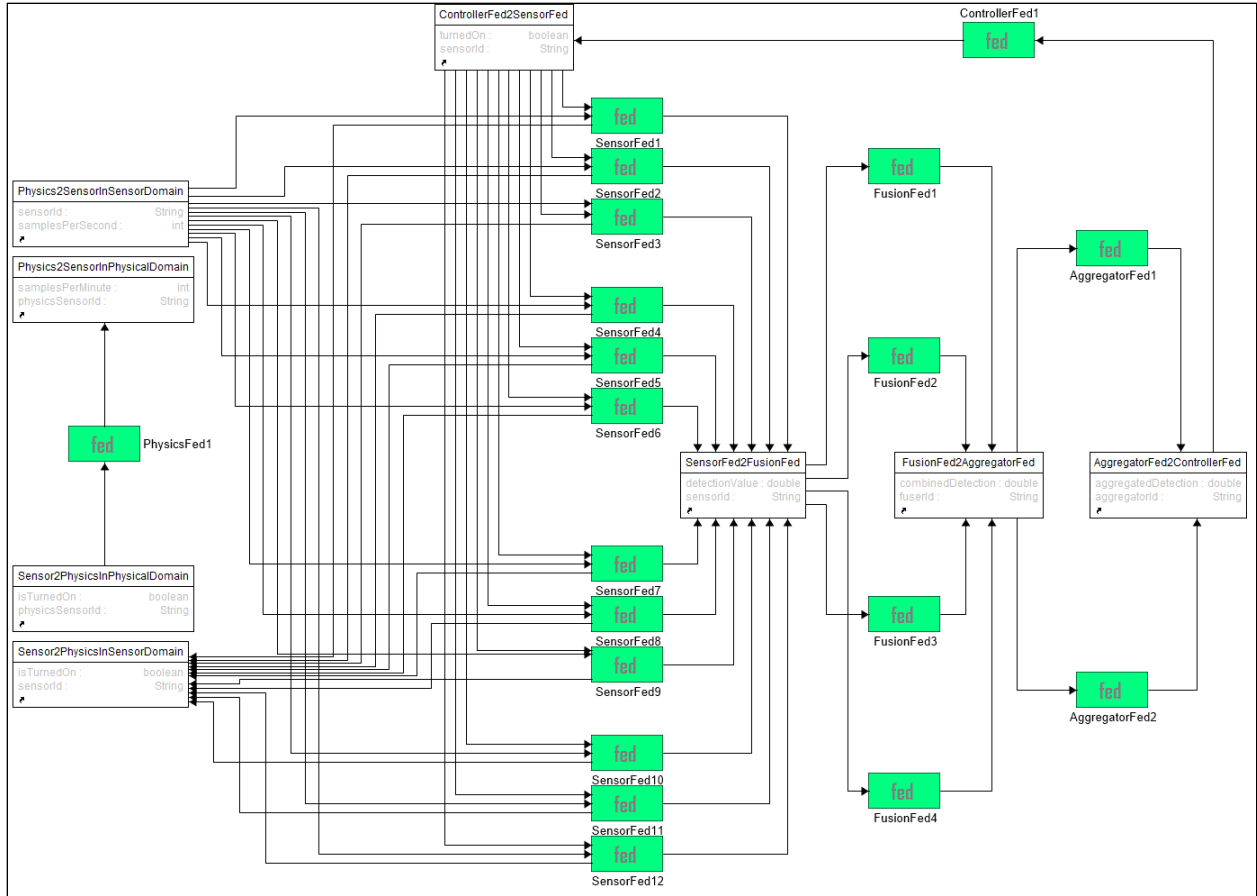 ControllerFed2SensorFed
turnedOn : boolean
sensorId : String
ControllerFed1
fed
fed
SensorFed1
fed
SensorFed2
fed
SensorFed3
fed
SensorFed4
fed
SensorFed5
fed
SensorFed6
Physics2SensorInSensorDomain
sensorId : String
samplesPerSecond : int
Physics2SensorInPhysicalDomain
samplesPerMinute : int
physicsSensorId : String
fed
PhysicsFed1
Sensor2PhysicsInPhysicalDomain
isTurnedOn : boolean
physicsSensorId : String
Sensor2PhysicsInSensorDomain
isTurnedOn : boolean
sensorId : String
fed
SensorFed7
fed
SensorFed8
fed
SensorFed9
fed
SensorFed10
fed
SensorFed11
fed
SensorFed12
SensorFed2FusionFed
detectionValue : double
sensorId : String
fed
FusionFed1
fed
FusionFed2
fed
FusionFed3
fed
FusionFed4
FusionFed2AggregatorFed
combinedDetection : double
fuserId : String
fed
AggregatorFed1
fed
AggregatorFed2
AggregatorFed2ControllerFed
aggregatedDetection : double
aggregatorId : String